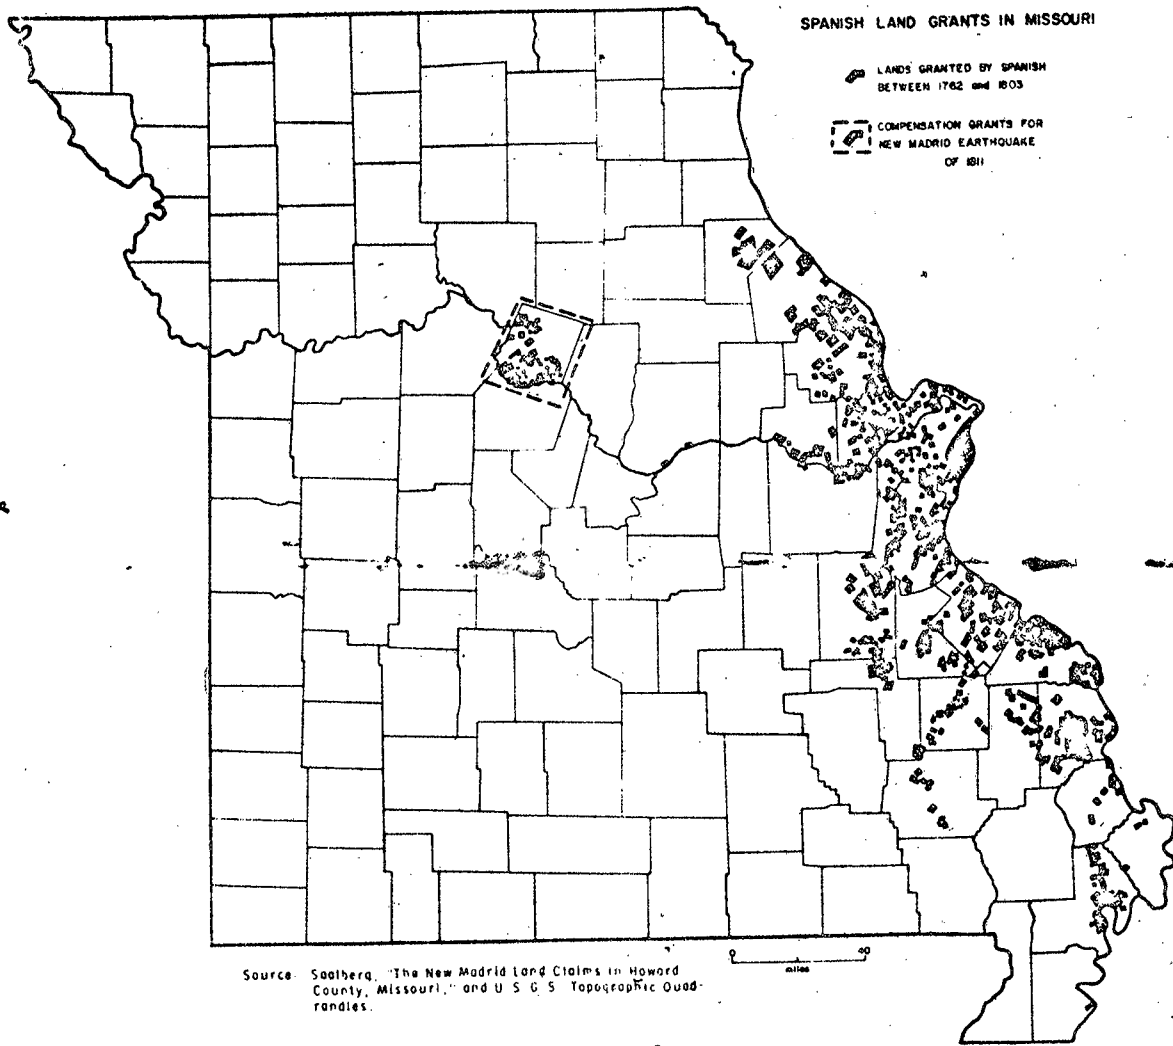 SPANISH LAND GRANTS IN MISSOURI
LANDS GRANTED BY SPANISH
BETWEEN 1762 and 1803
COMPENSATION GRANTS FOR
NEW MADRID EARTHQUAKE
OF 1811
0 40
miles
Source: Saalberg, "The New Madrid Land Claims in Howard
County, Missouri," and U S G S Topographic Quad-
randles.